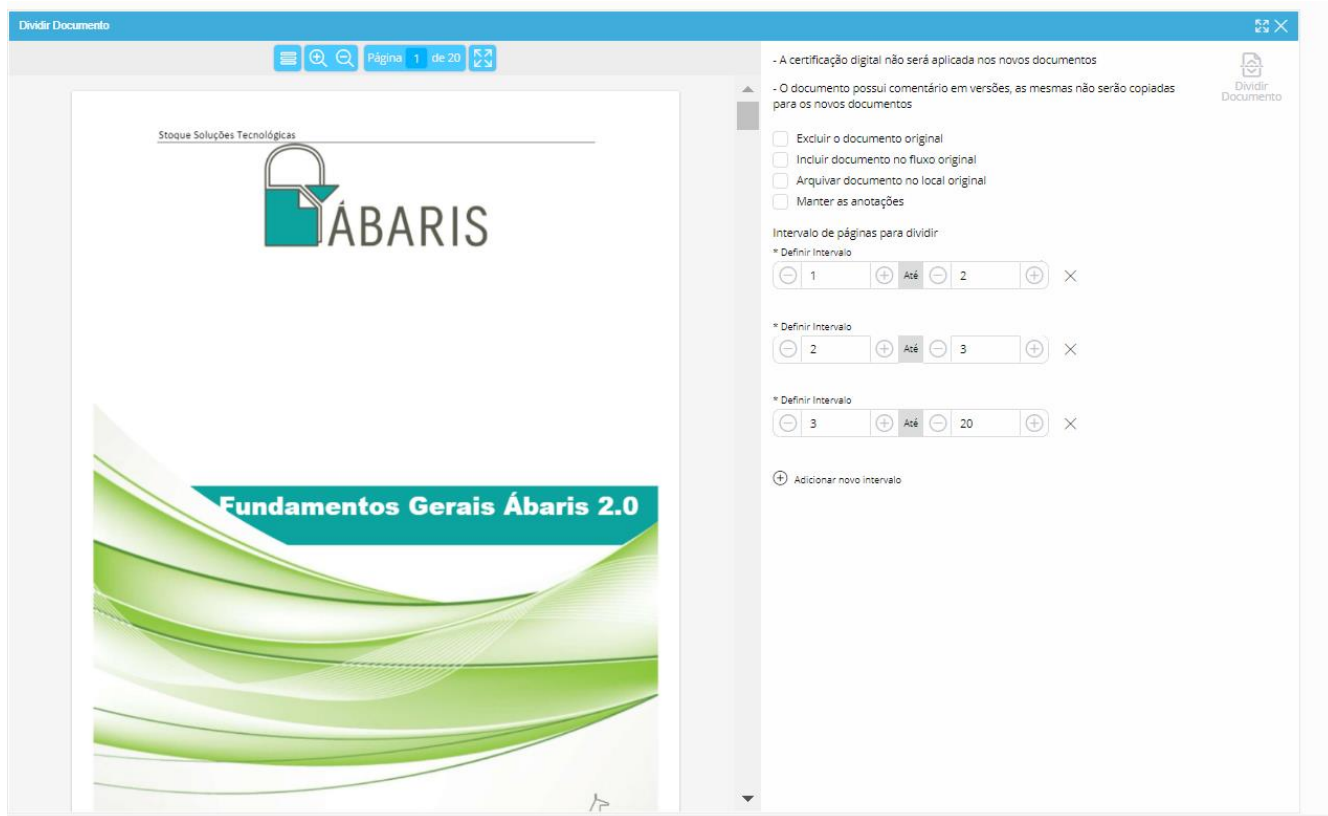 Dividir Documento
Página 1 de 20
Stoque Soluções Tecnológicas
ÁBARIS
Fundamentos Gerais Ábaris 2.0
- A certificação digital não será aplicada nos novos documentos
- O documento possui comentário em versões, as mesmas não serão copiadas
para os novos documentos
Dividir
Documento
Excluir o documento original
Incluir documento no fluxo original
Arquivar documento no local original
Manter as anotações
Intervalo de páginas para dividir
* Definir Intervalo
1 Até 2
* Definir Intervalo
2 Até 3
* Definir Intervalo
3 Até 20
Adicionar novo intervalo